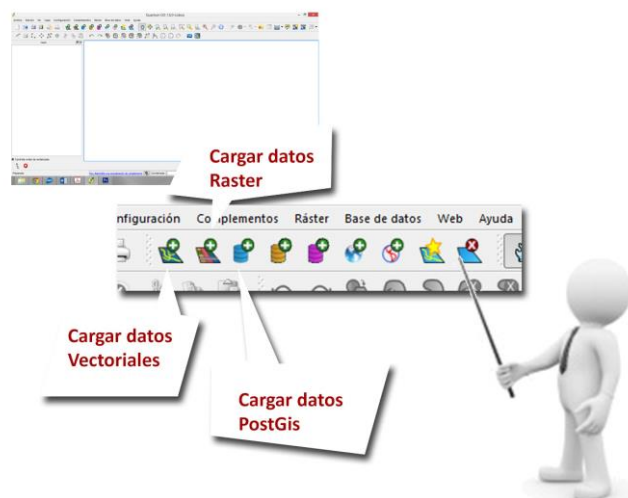 Cargar datos
Raster
nfiguración Complementos Ráster Base de datos Web Ayuda
Cargar datos
Vectoriales
Cargar datos
PostGis